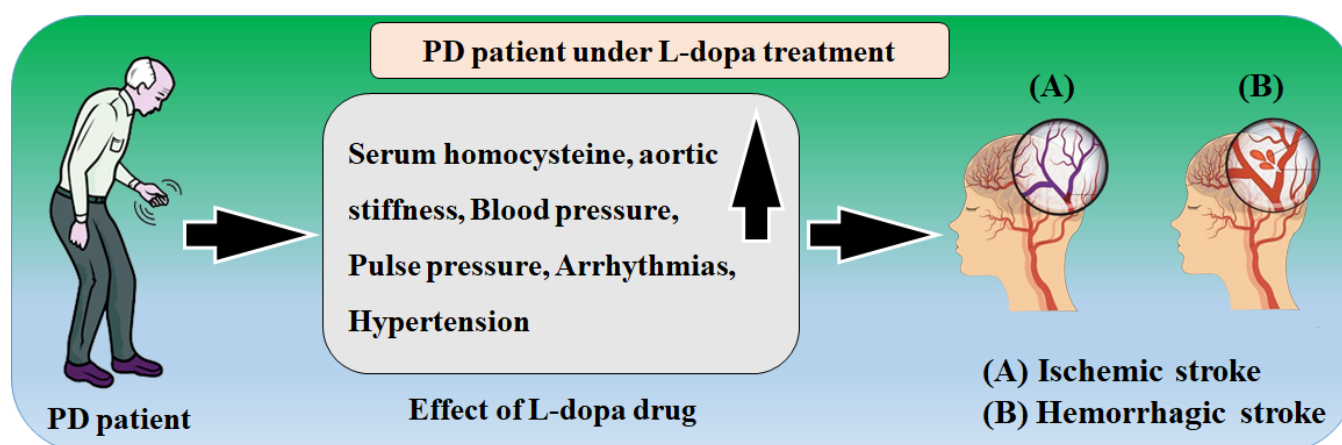 PD patient under L-dopa treatment
(A)
(B)
Serum homocysteine, aortic
stiffness, Blood pressure,
Pulse pressure, Arrhythmias,
Hypertension
PD patient
Effect of L-dopa drug
(A) Ischemic stroke
(B) Hemorrhagic stroke